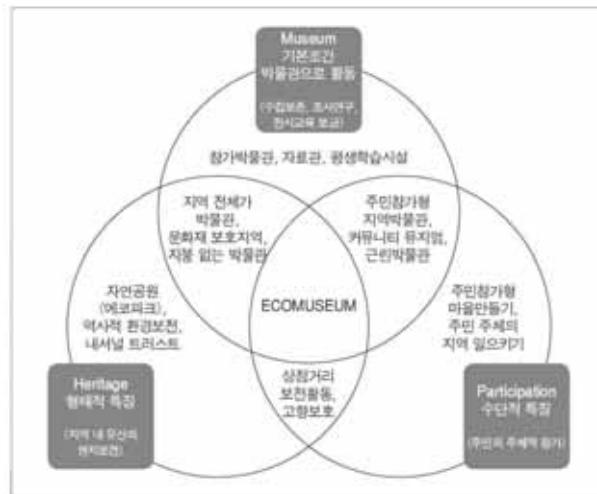 Museum
기본조건
박물관으로 활동
(수집보존, 조사연구,
전시교육 보급)
참가박물관, 자료관, 평생학습시설
지역 전체가
박물관,
문화재 보호지역,
지붕 없는 박물관
주민참가형
지역박물관,
커뮤니티 뮤지엄,
근린박물관
자연공원
(에코파크),
역사적 환경보전,
내셔널 트러스트
ECOMUSEUM
주민참가형
마을만들기,
주민 주체의
지역 일으키기
상점거리
보전활동,
고향보호
Heritage
형태적 특징
(지역 내 유산의
현지보전)
Participation
수단적 특징
(주민의 주체적 참가)